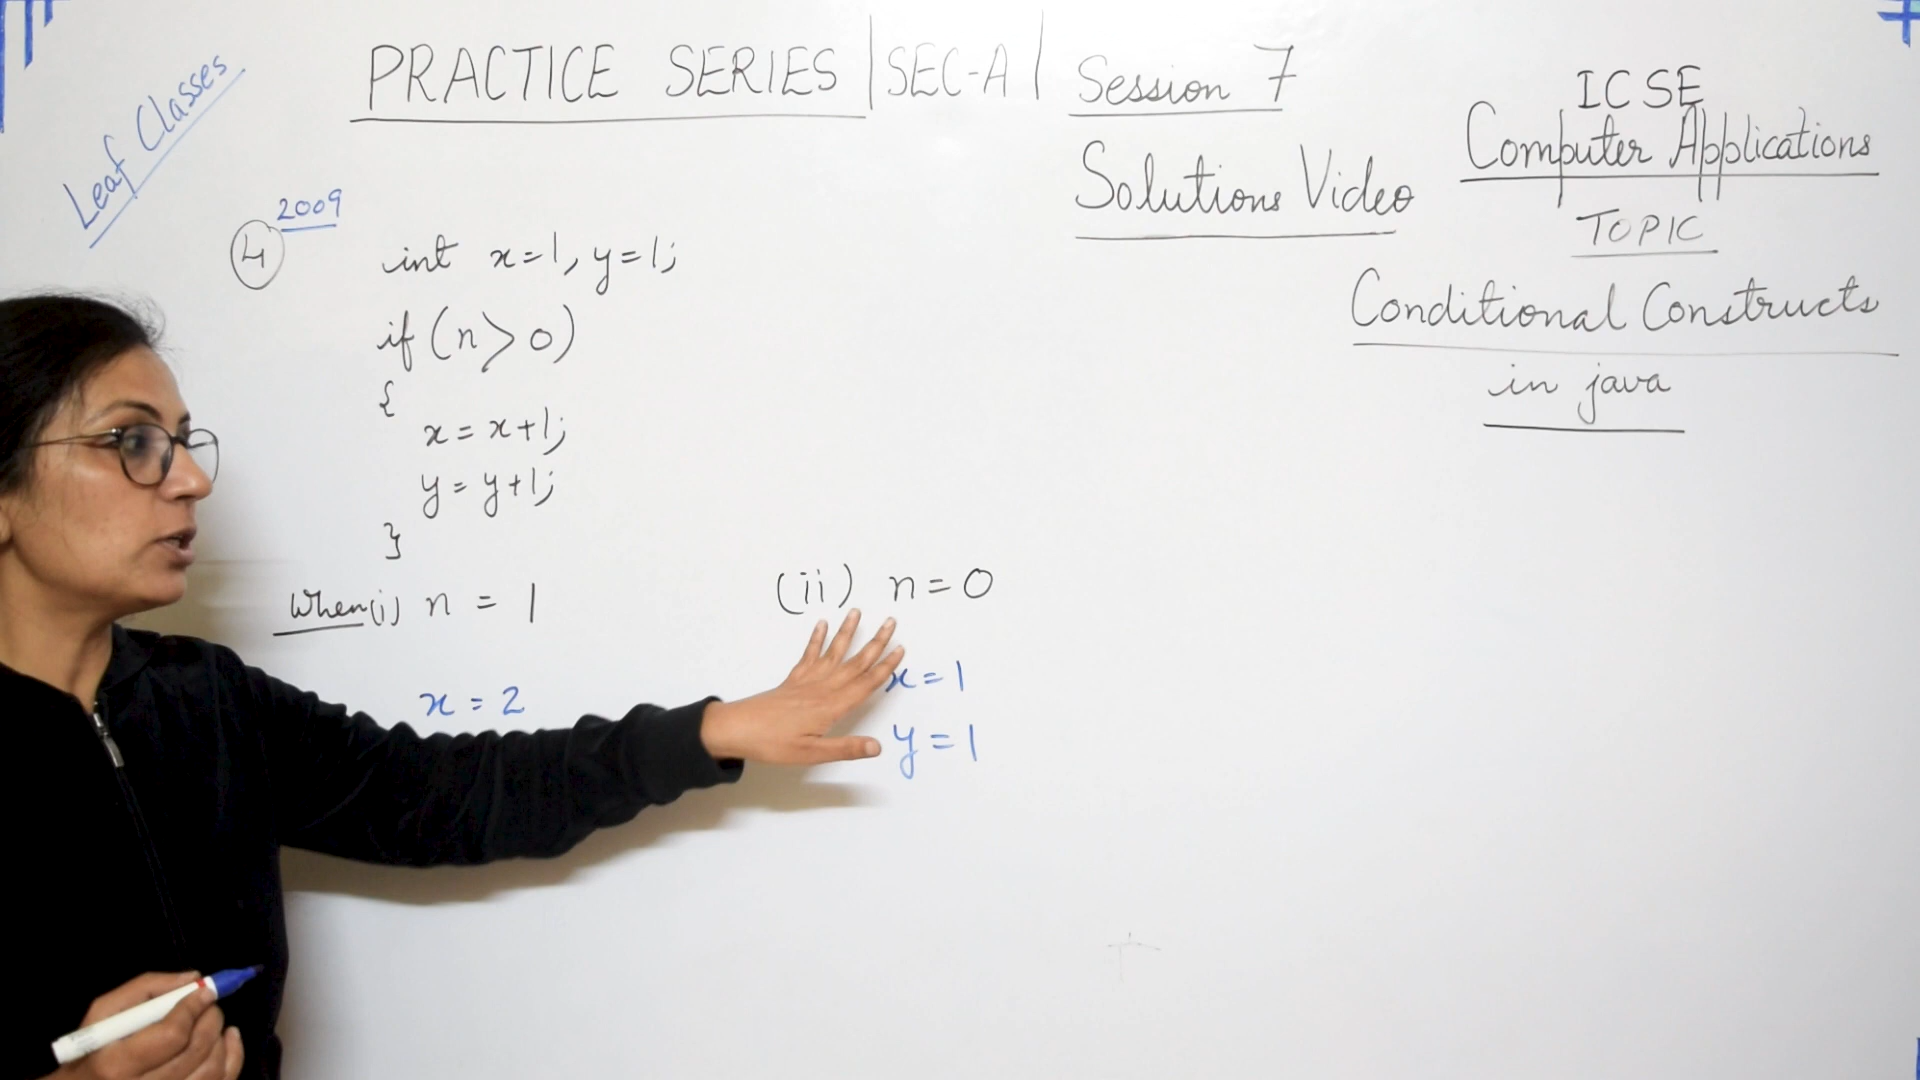 Leaf Classes
PRACTICE SERIES | SEC-A | Session 7
Solutions Video
ICSE
Computer Applications
TOPIC
Conditional Constructs
in java
4 2009
int x=1, y=1;
if (n>0)
{
x = x+1;
y = y+1;
}
When (i) n = 1
x = 2
(ii) n = 0
x = 1
y = 1